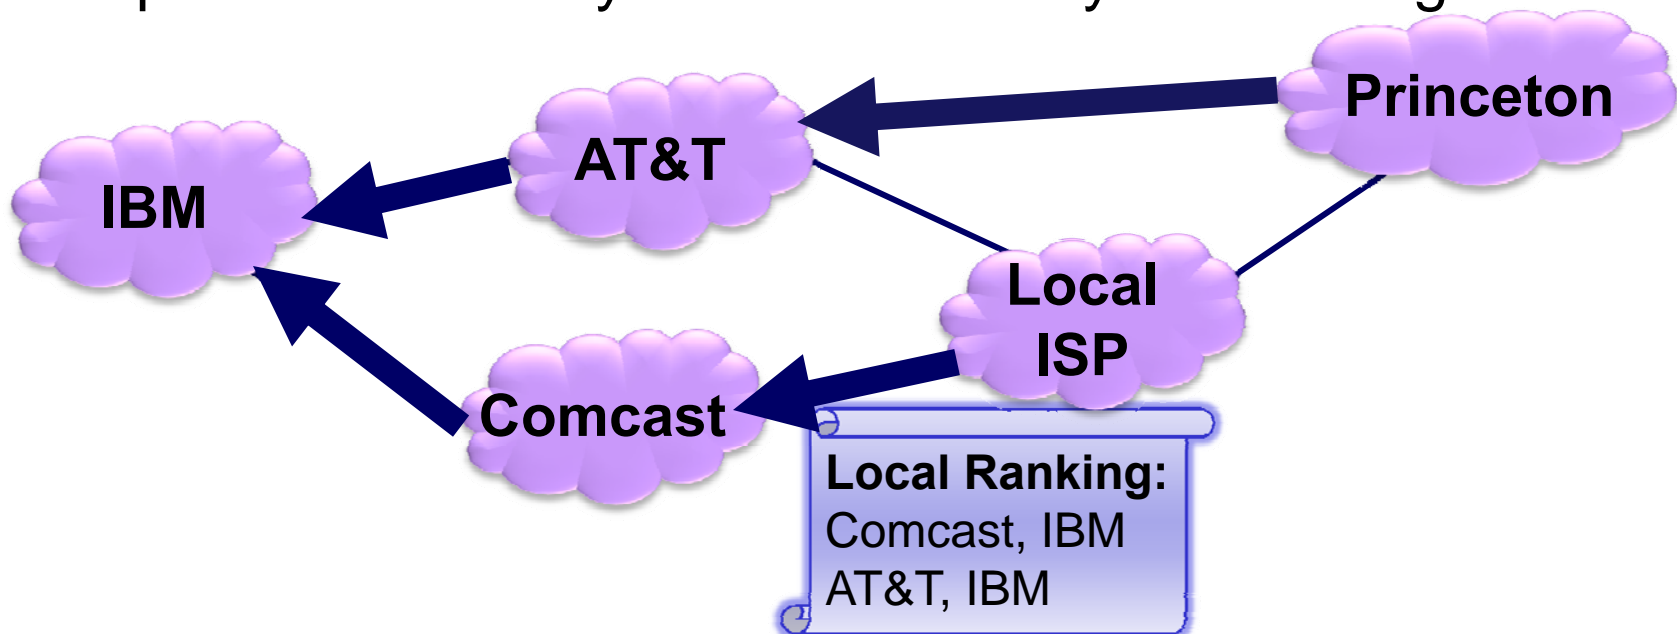 Princeton
AT&T
IBM
Local
ISP
Comcast
Local Ranking:
Comcast, IBM
AT&T, IBM